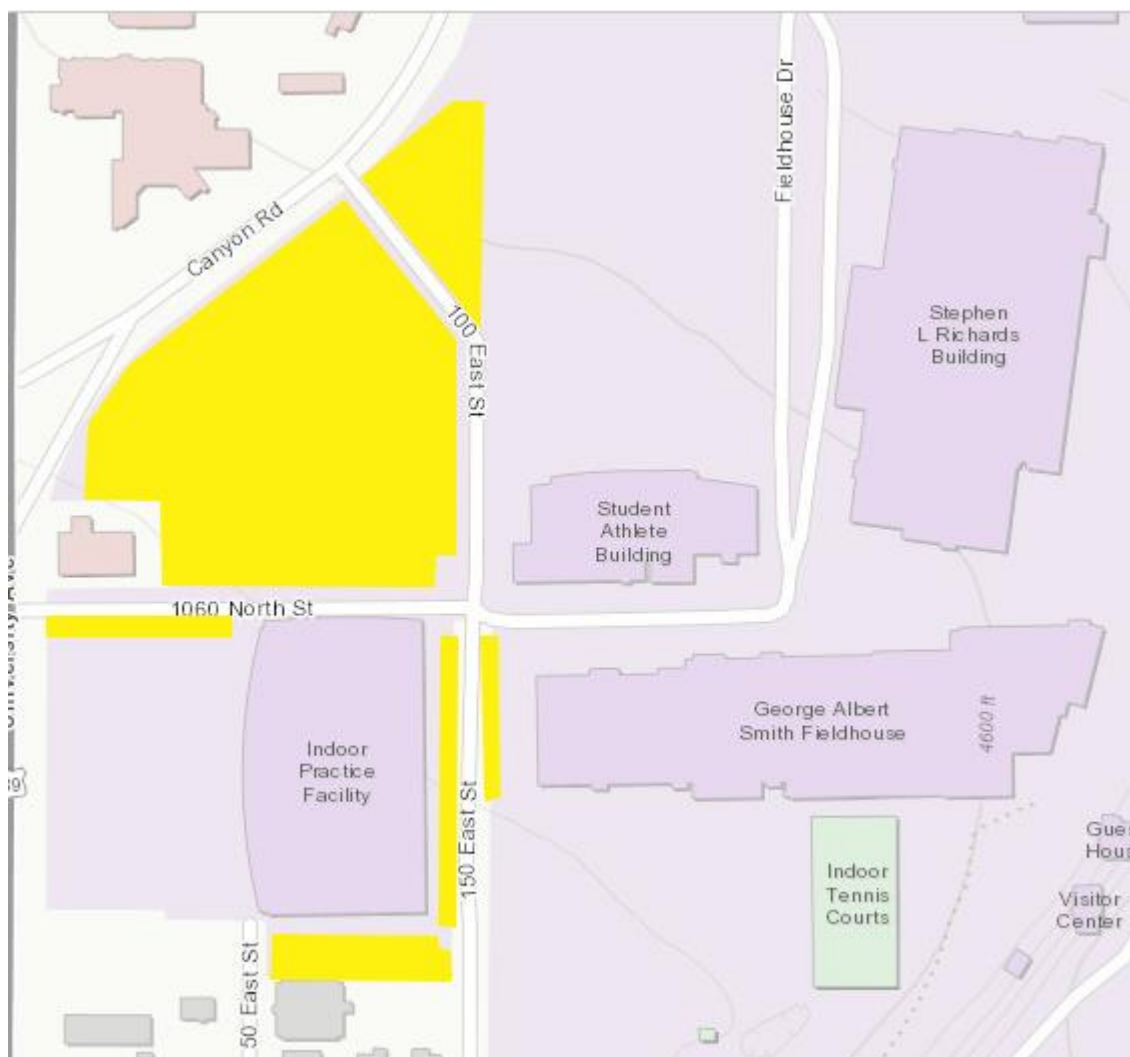 Canyon Rd
Fieldhouse Dr
100 East St
Stephen
L Richards
Building
Student
Athlete
Building
1060 North St
George Albert
Smith Fieldhouse
4600 ft
Indoor
Practice
Facility
150 East St
Indoor
Tennis
Courts
Visitor
Center
50 East St